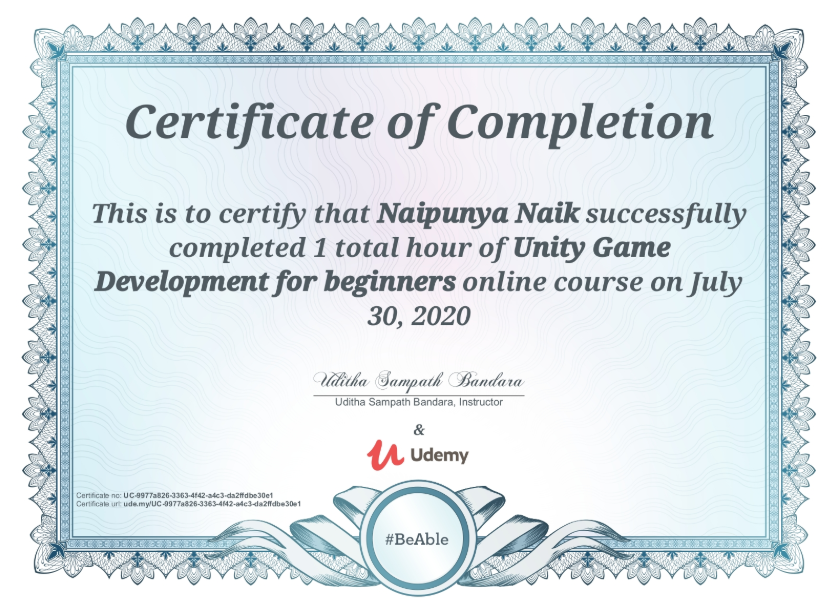 Certificate of Completion
This is to certify that Naipunya Naik successfully
completed 1 total hour of Unity Game
Development for beginners online course on July
30, 2020
Uditha Sampath Bandara
Uditha Sampath Bandara, Instructor
&
Udemy
Certificate no: UC-9977a826-3363-4f42-a4c3-da2ffdbe30e1
Certificate url: ude.my/UC-9977a826-3363-4f42-a4c3-da2ffdbe30e1
#BeAble